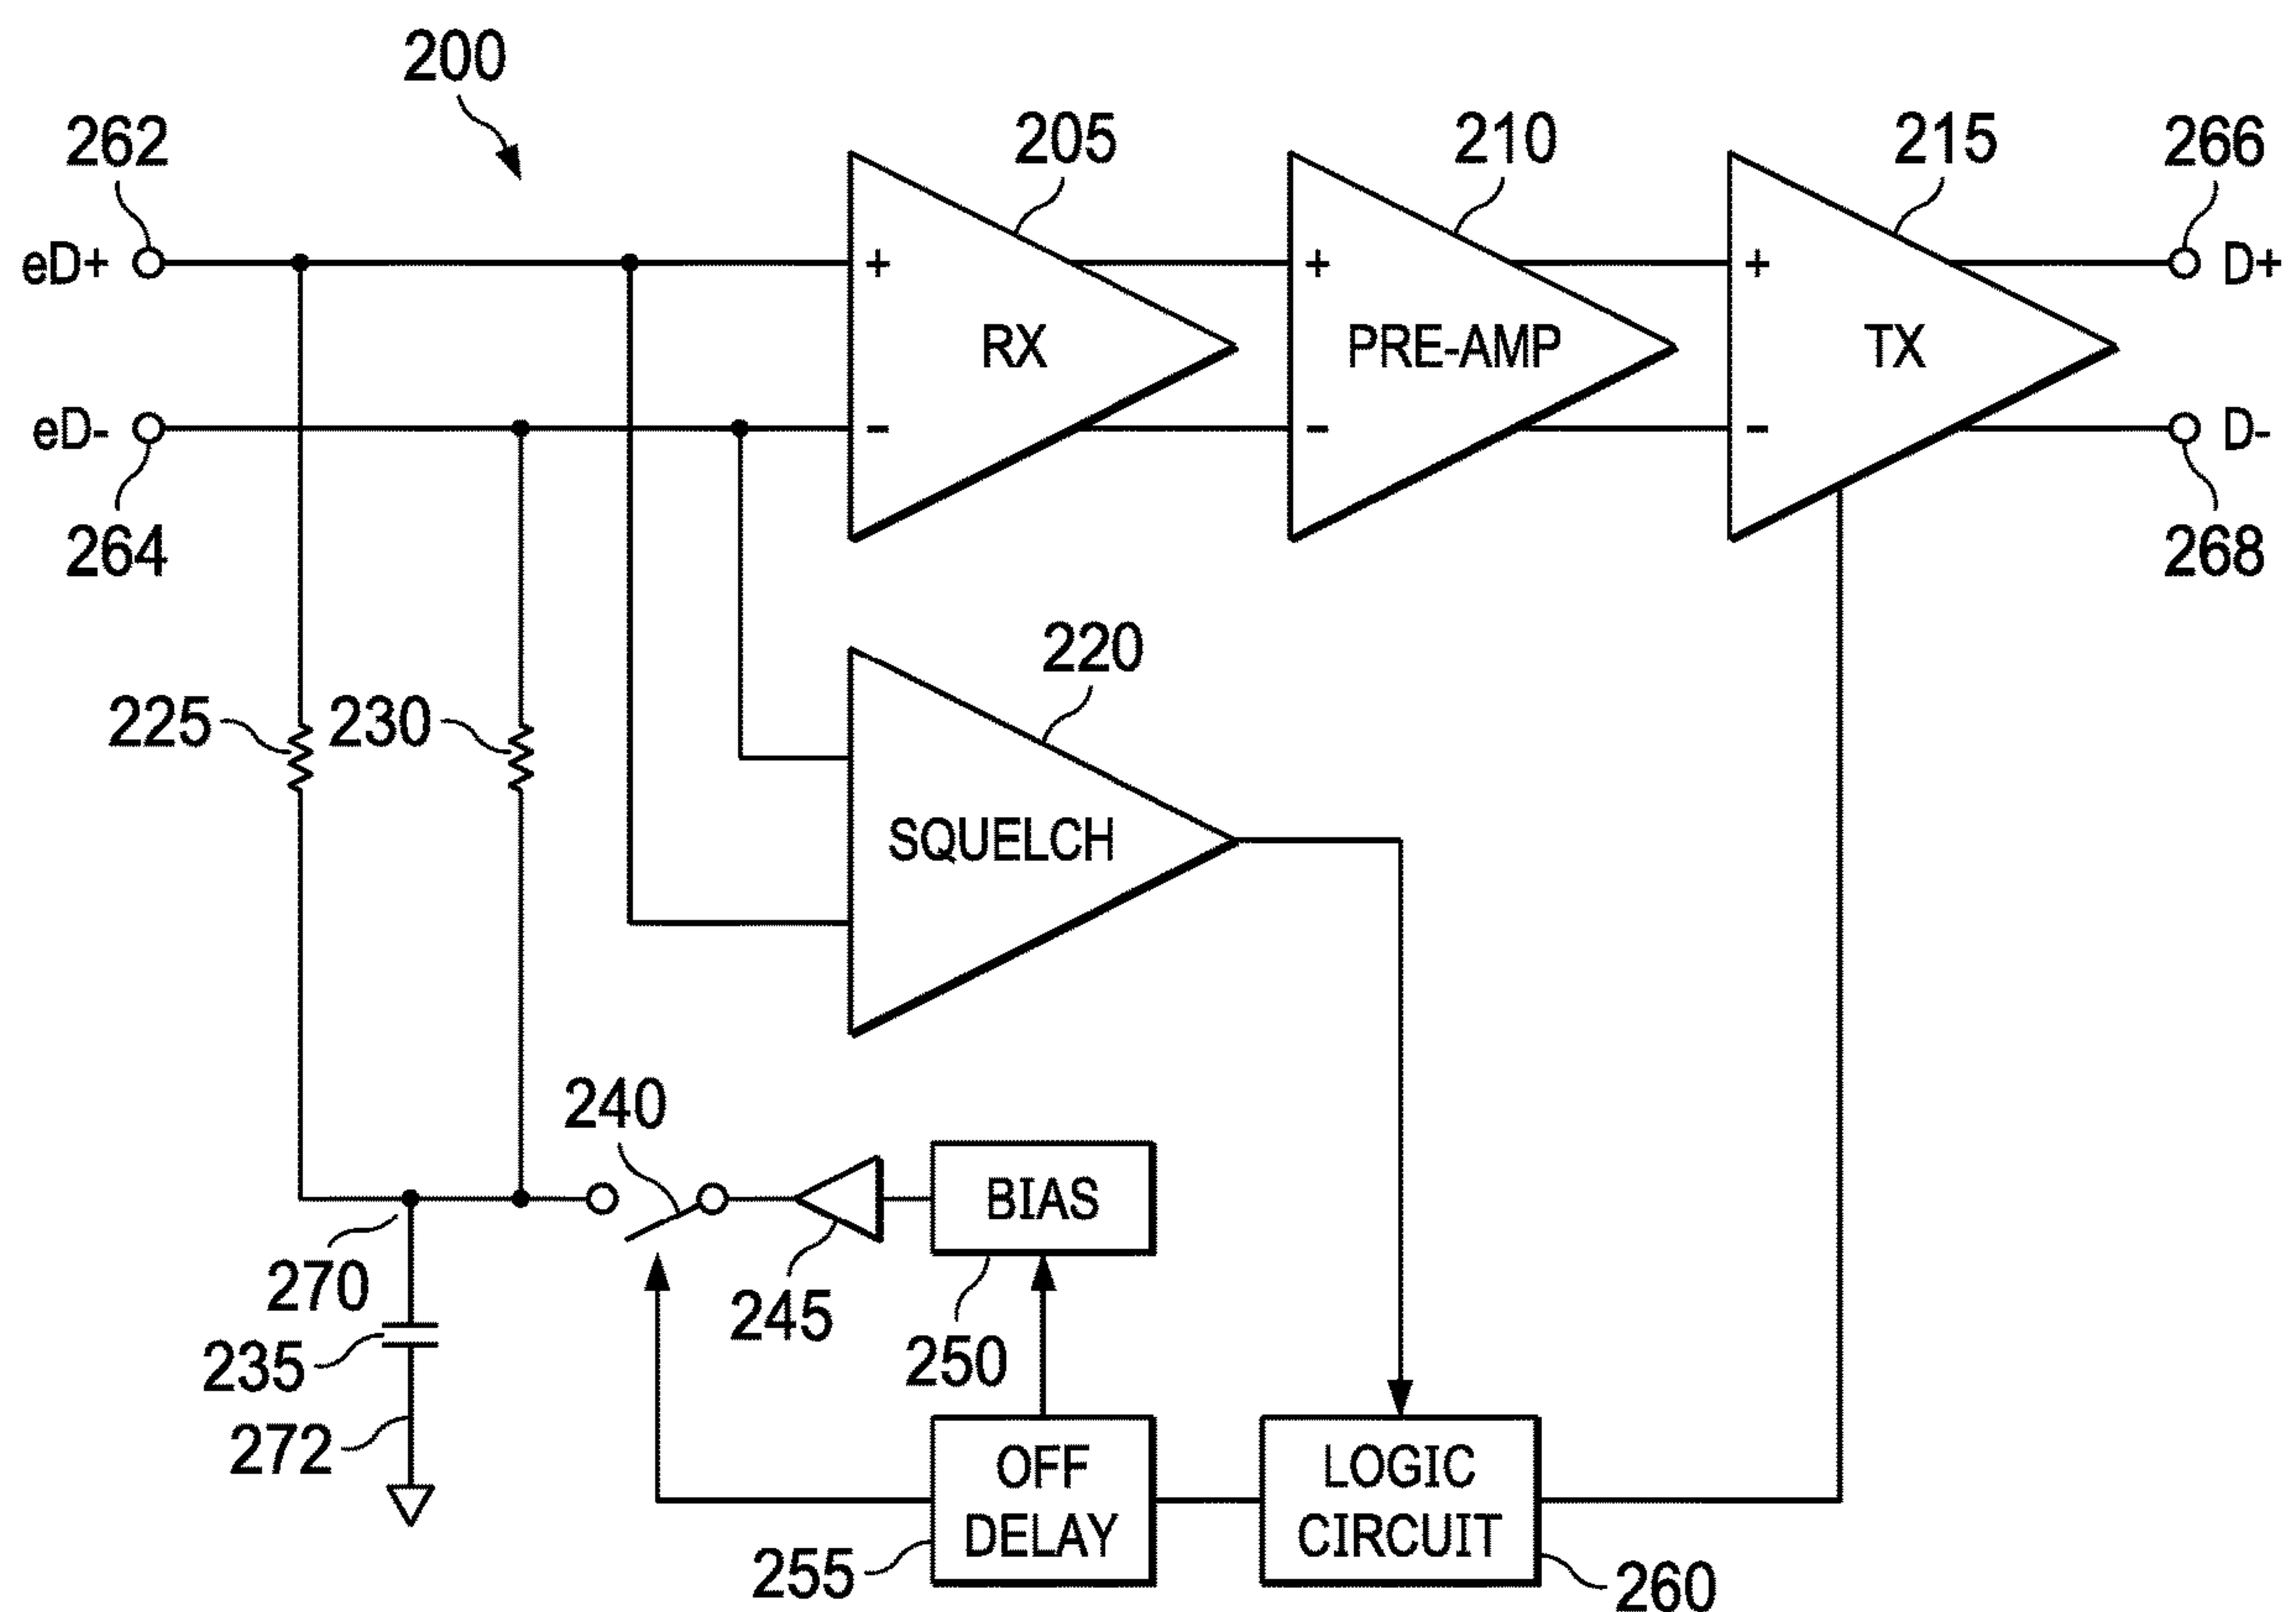 200
262
205
210
215
266
eD+
+
+
+
D+
RX
PRE-AMP
TX
eD-
-
-
-
D-
264
268
220
225
230
SQUELCH
240
BIAS
270
245
235
250
272
OFF
DELAY
LOGIC
CIRCUIT
255
260